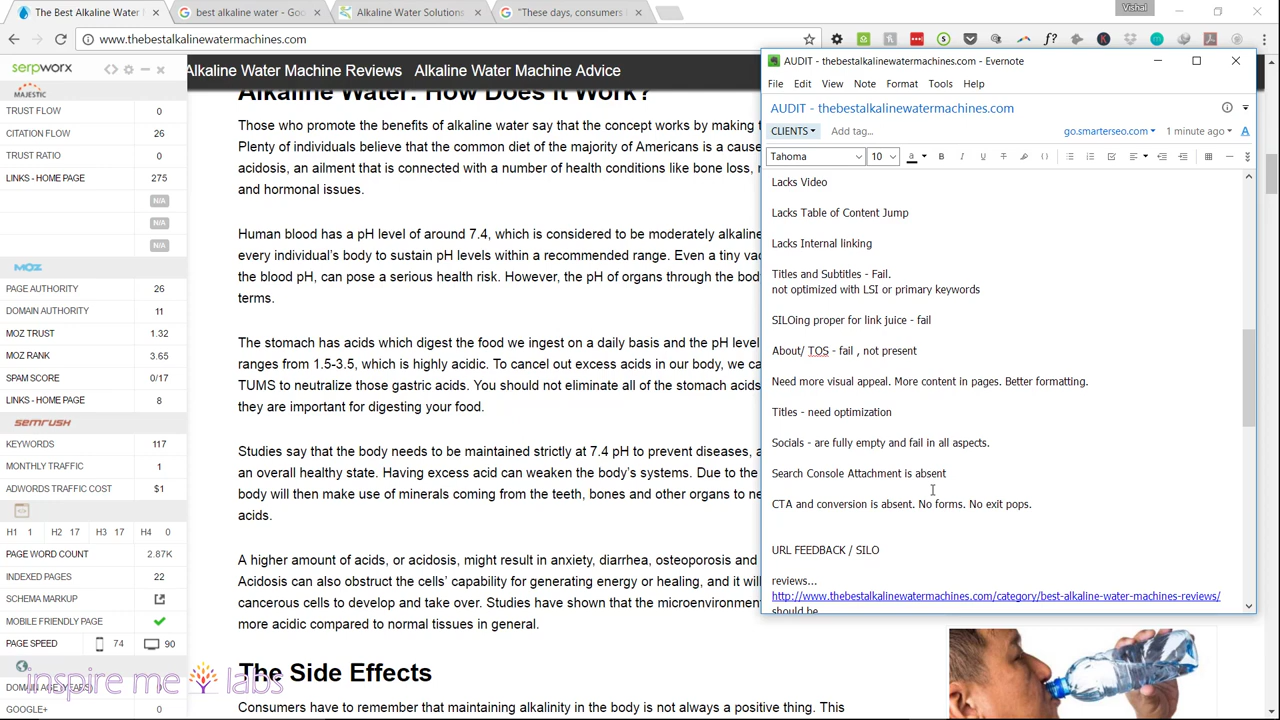 Vishal
The Best Alkaline Water M
best alkaline water - Goo
Alkaline Water Solutions
"These days, consumers
www.thebestalkalinewatermachines.com
serpworx
MAJESTIC
TRUST FLOW 0
CITATION FLOW 26
TRUST RATIO 0
LINKS - HOME PAGE 275
N/A
N/A
N/A
MOZ
PAGE AUTHORITY 26
DOMAIN AUTHORITY 11
MOZ TRUST 1.32
MOZ RANK 3.65
SPAM SCORE 0/17
LINKS - HOME PAGE 8
SEMRUSH
KEYWORDS 117
MONTHLY TRAFFIC 1
ADWORDS TRAFFIC COST $1
H1 1 H2 17 H3 17 H4 0
PAGE WORD COUNT 2.87K
INDEXED PAGES 22
SCHEMA MARKUP
MOBILE FRIENDLY PAGE
PAGE SPEED 74 90
DOMAIN AGE (YEARS) 0
GOOGLE+ 0
inspire me labs
Alkaline Water Machine Reviews Alkaline Water Machine Advice
Alkaline Water: How Does It Work?
Those who promote the benefits of alkaline water say that the concept works by making t
Plenty of individuals believe that the common diet of the majority of Americans is a cause
acidosis, an ailment that is connected with a number of health conditions like bone loss,
and hormonal issues.
Human blood has a pH level of around 7.4, which is considered to be moderately alkaline
every individual's body to sustain pH levels within a recommended range. Even a tiny
the blood pH, can pose a serious health risk. However, the pH of organs through the bod
terms.
The stomach has acids which digest the food we ingest on a daily basis and the pH level
ranges from 1.5-3.5, which is highly acidic. To cancel out excess acids in our body, we ca
TUMS to neutralize those gastric acids. You should not eliminate all of the stomach acids
they are important for digesting your food.
Studies say that the body needs to be maintained strictly at 7.4 pH to prevent diseases, a
an overall healthy state. Having excess acid can weaken the body's systems. Due to the
body will then make use of minerals coming from the teeth, bones and other organs to ne
acids.
A higher amount of acids, or acidosis, might result in anxiety, diarrhea, osteoporosis and
Acidosis can also obstruct the cells' capability for generating energy or healing, and it will
cancerous cells to develop and take over. Studies have shown that the microenvironment
more acidic compared to normal tissues in general.
The Side Effects
Consumers have to remember that maintaining alkalinity in the body is not always a positive thing. This
AUDIT - thebestalkalinewatermachines.com - Evernote
File Edit View Note Format Tools Help
AUDIT - thebestalkalinewatermachines.com
CLIENTS Add tag... go.smarterseo.com 1 minute ago
Tahoma 10
Lacks Video
Lacks Table of Content Jump
Lacks Internal linking
Titles and Subtitles - Fail.
not optimized with LSI or primary keywords
SILOing proper for link juice - fail
About/ TOS - fail , not present
Need more visual appeal. More content in pages. Better formatting.
Titles - need optimization
Socials - are fully empty and fail in all aspects.
Search Console Attachment is absent
CTA and conversion is absent. No forms. No exit pops.
URL FEEDBACK / SILO
reviews...
http://www.thebestalkalinewatermachines.com/category/best-alkaline-water-machines-reviews/
should be